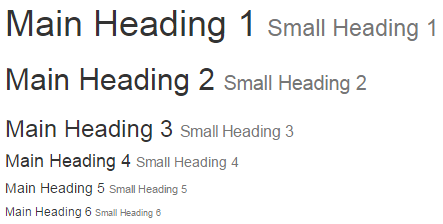 Main Heading 1 Small Heading 1
Main Heading 2 Small Heading 2
Main Heading 3 Small Heading 3
Main Heading 4 Small Heading 4
Main Heading 5 Small Heading 5
Main Heading 6 Small Heading 6